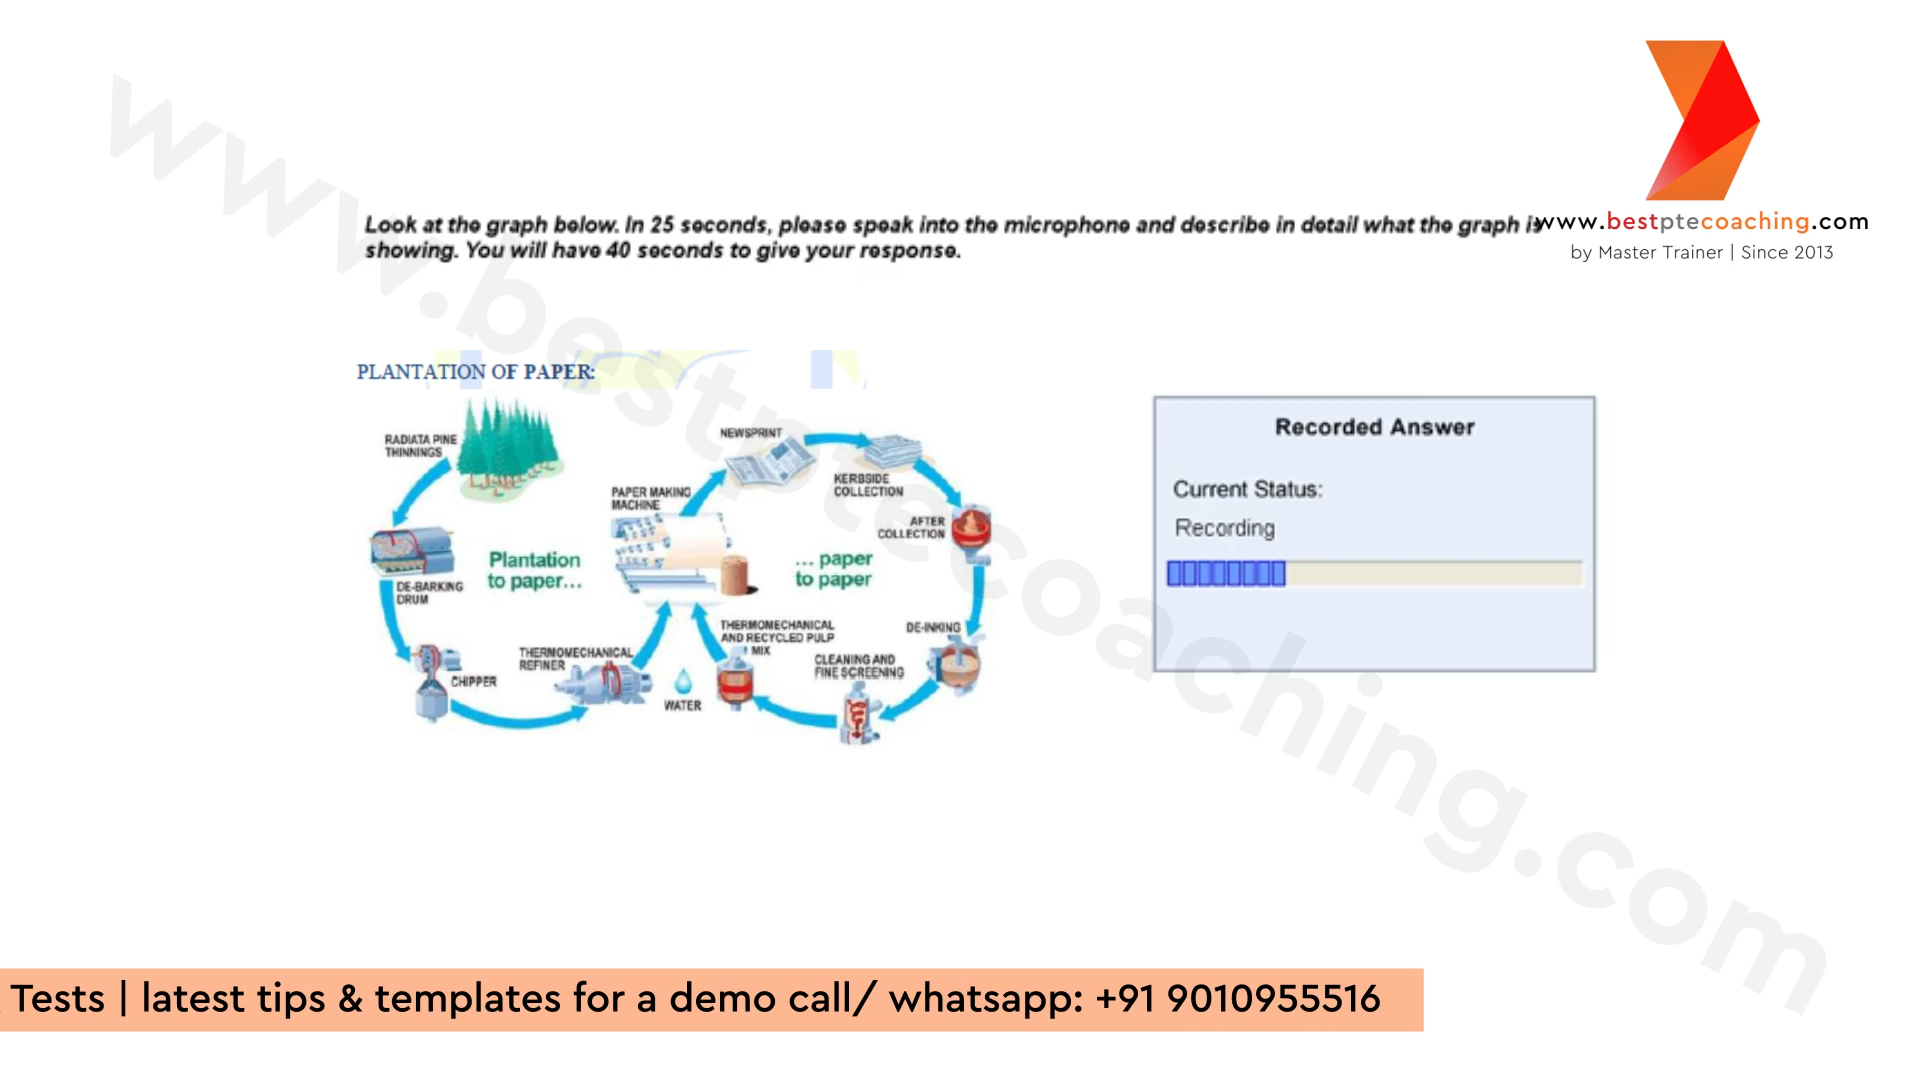 www.bestptecoaching.com
Look at the graph below. In 25 seconds, please speak into the microphone and describe in detail what the graph is
showing. You will have 40 seconds to give your response.
www.bestptecoaching.com
by Master Trainer | Since 2013
PLANTATION OF PAPER:
RADIATA PINE
THINNINGS
DE-BARKING
DRUM
CHIPPER
THERMOMECHANICAL
REFINER
Plantation
to paper...
PAPER MAKING
MACHINE
WATER
NEWSPRINT
KERBSIDE
COLLECTION
AFTER
COLLECTION
... paper
to paper
DE-INKING
CLEANING AND
FINE SCREENING
THERMOMECHANICAL
AND RECYCLED PULP
MIX
Recorded Answer
Current Status:
Recording
Tests | latest tips & templates for a demo call/ whatsapp: +91 9010955516